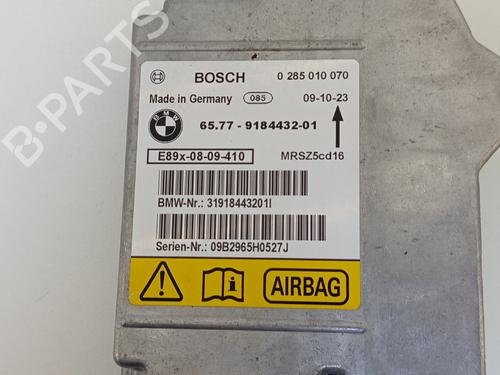 BOSCH 0 285 010 070
Made in Germany 085 09-10-23
BMW 65.77 - 9184432-01
E89x-08-09-410 MRSZ5cd16
BMW-Nr.: 31918443201I
Serien-Nr.: 09B2965H0527J
AIRBAG
B-PARTS